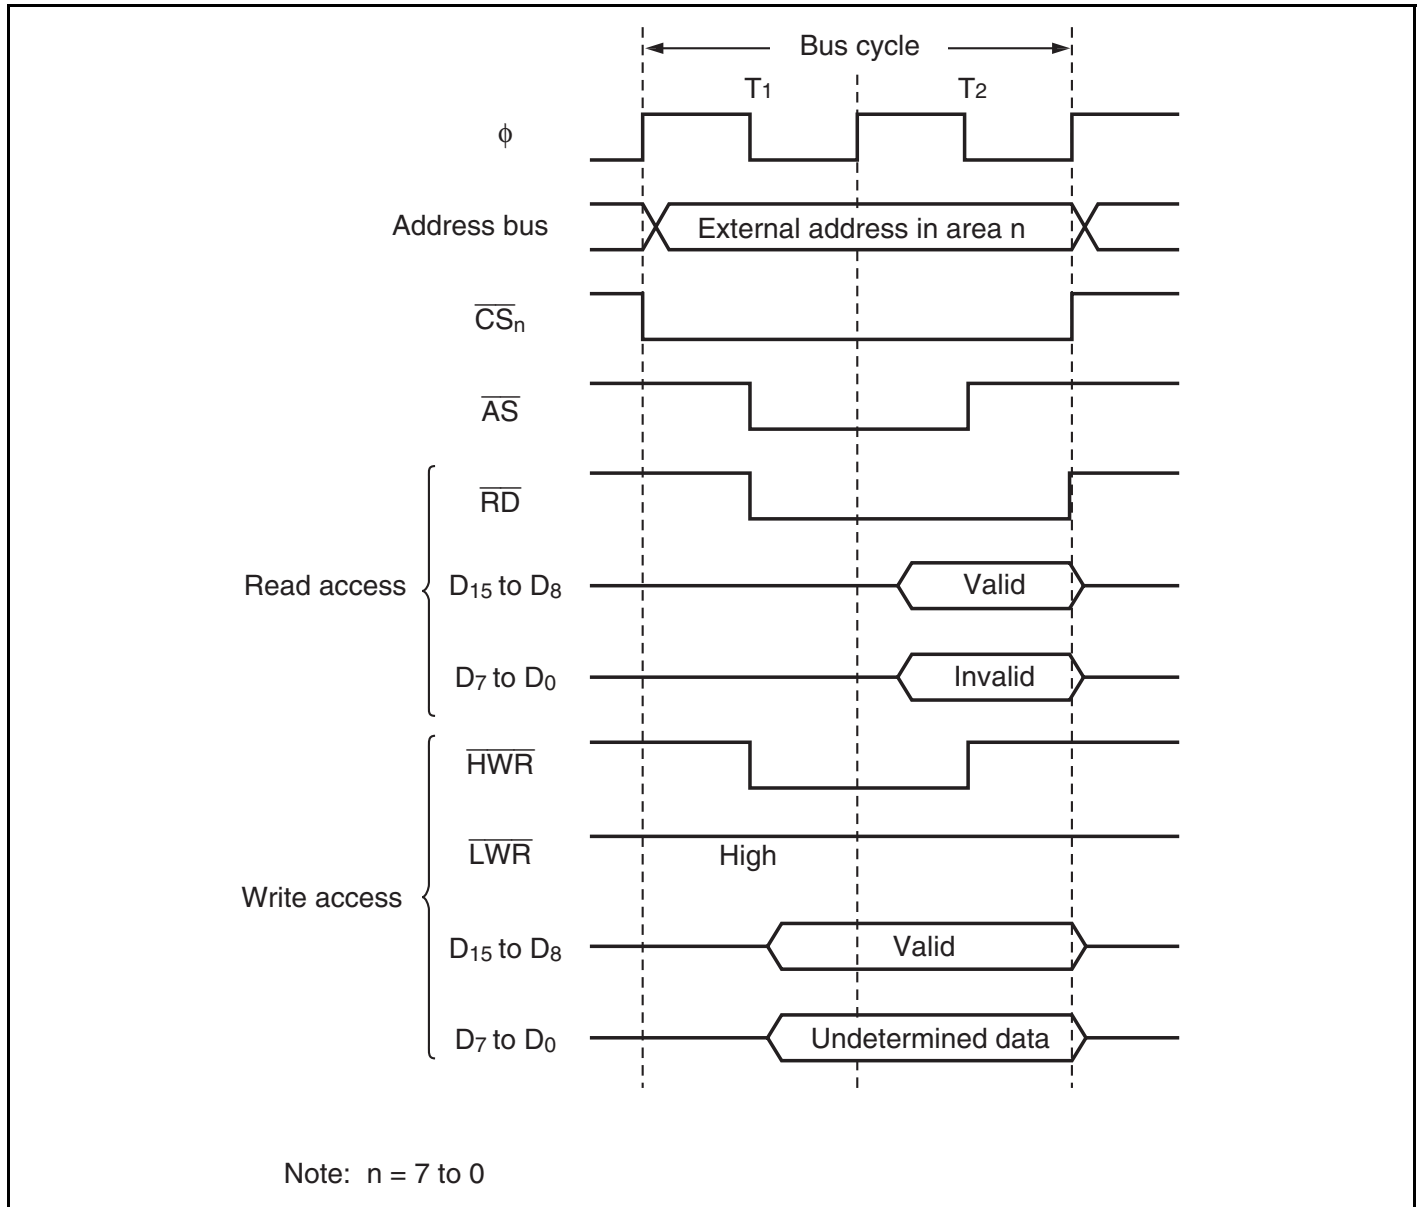 Bus cycle
T1 T2
ϕ
Address bus External address in area n
CSn
AS
RD
Read access D15 to D8 Valid
D7 to D0 Invalid
HWR
LWR High
Write access
D15 to D8 Valid
D7 to D0 Undetermined data
Note: n = 7 to 0